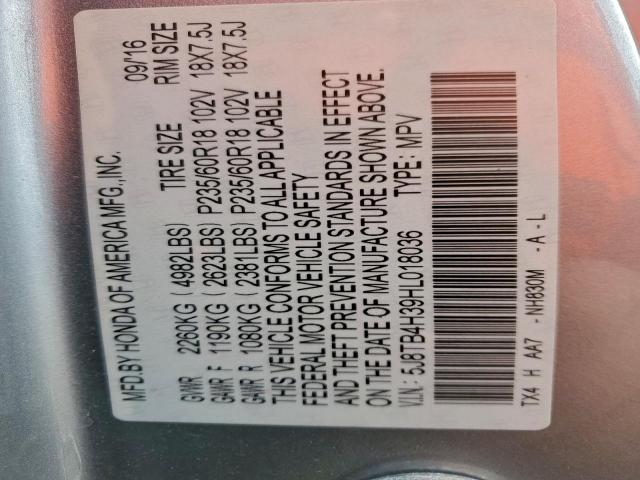 MFD.BY HONDA OF AMERICA MFG.,INC. 09/16
GVWR 2260KG ( 4982LBS) TIRE SIZE RIM SIZE
GAWR F 1190KG ( 2623LBS) P235/60R18 102V 18X7.5J
GAWR R 1080KG ( 2381LBS) P235/60R18 102V 18X7.5J
THIS VEHICLE CONFORMS TO ALL APPLICABLE
FEDERAL MOTOR VEHICLE SAFETY
AND THEFT PREVENTION STANDARDS IN EFFECT
ON THE DATE OF MANUFACTURE SHOWN ABOVE.
V.I.N.: 5J8TB4H39HL018036 TYPE: MPV
TX4 H AA7 -NH830M -A-L